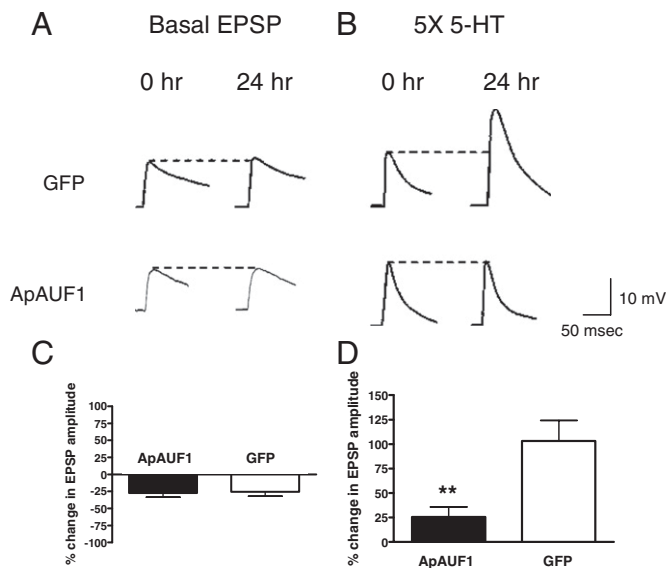 A Basal EPSP
B 5X 5-HT
0 hr 24 hr
0 hr 24 hr
GFP
ApAUF1
10 mV
50 msec
C
% change in EPSP amplitude
100
75
50
25
0
-25
-50
-75
-100
ApAUF1 GFP
D
% change in EPSP amplitude
150
125
100
75
50
25
0
**
ApAUF1 GFP